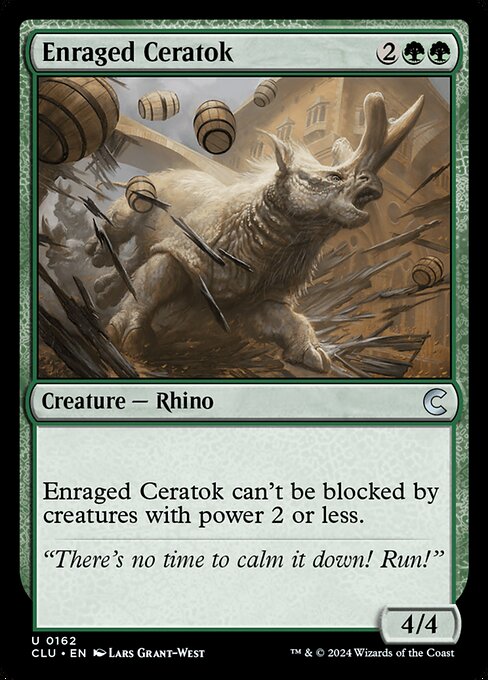 Enraged Ceratok 2
Creature — Rhino
Enraged Ceratok can't be blocked by
creatures with power 2 or less.
“There's no time to calm it down! Run!”
4/4
U 0162
CLU • EN Lars Grant-West ™ & © 2024 Wizards of the Coast